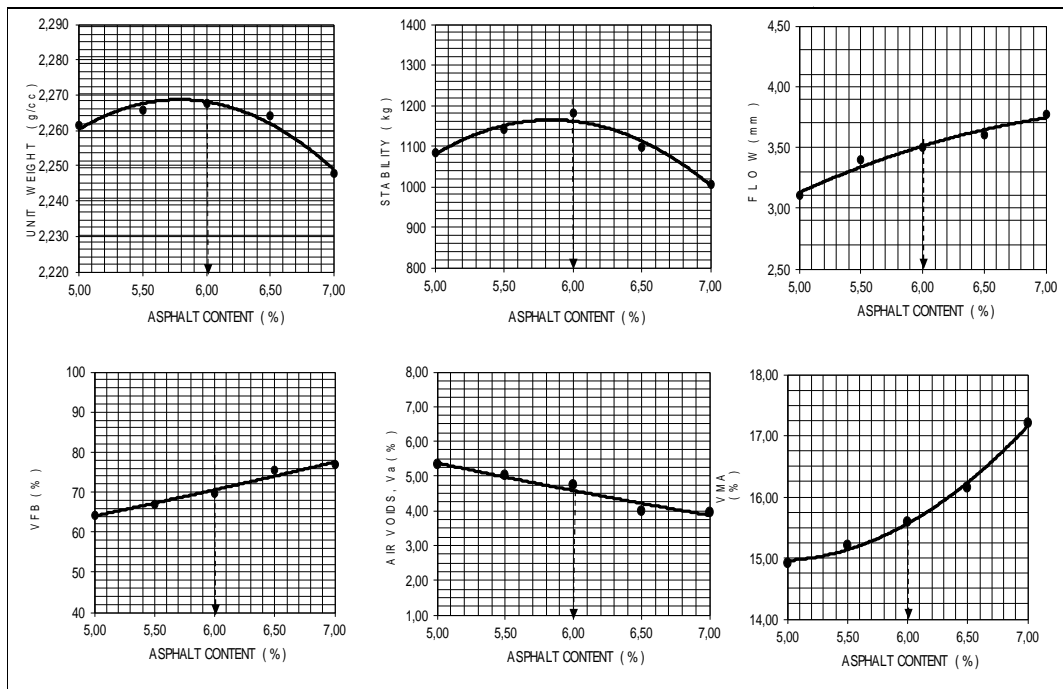 UNIT WEIGHT (g/cc)
2,290
2,280
2,270
2,260
2,250
2,240
2,230
2,220
5,00 5,50 6,00 6,50 7,00
ASPHALT CONTENT (%)
STABILITY (kg)
1400
1300
1200
1100
1000
900
800
5,00 5,50 6,00 6,50 7,00
ASPHALT CONTENT (%)
FLOW (mm)
4,50
4,00
3,50
3,00
2,50
5,00 5,50 6,00 6,50 7,00
ASPHALT CONTENT (%)
VFB (%)
100
90
80
70
60
50
40
5,00 5,50 6,00 6,50 7,00
ASPHALT CONTENT (%)
AIR VOIDS, Va (%)
8,00
7,00
6,00
5,00
4,00
3,00
2,00
1,00
5,00 5,50 6,00 6,50 7,00
ASPHALT CONTENT (%)
VMA
(%
18,00
17,00
16,00
15,00
14,00
5,00 5,50 6,00 6,50 7,00
ASPHALT CONTENT (%)